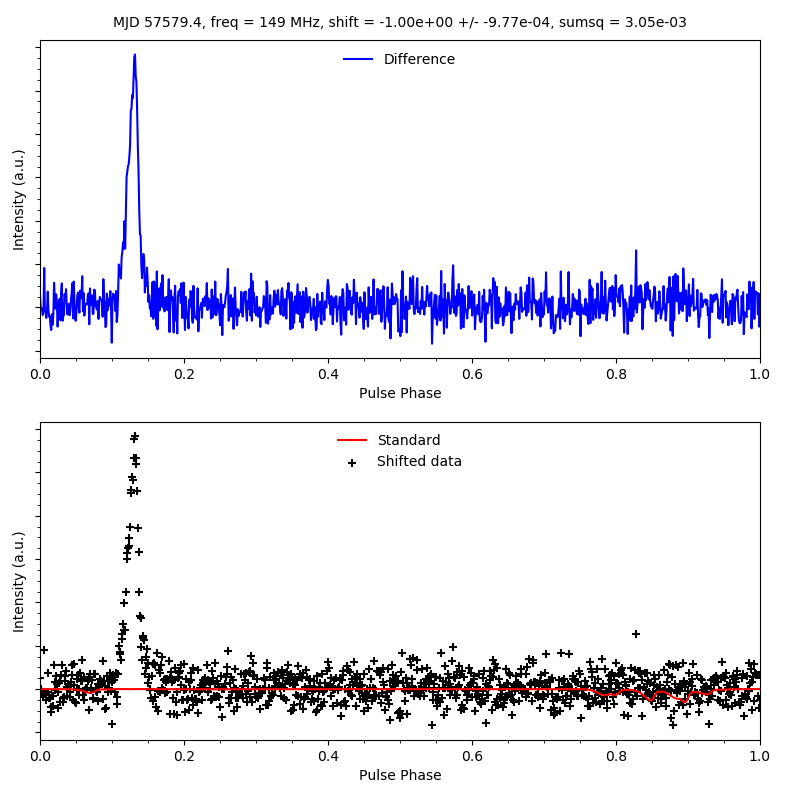 MJD 57579.4, freq = 149 MHz, shift = -1.00e+00 +/- -9.77e-04, sumsq = 3.05e-03
Difference
Intensity (a.u.)
0.0 0.2 0.4 0.6 0.8 1.0
Pulse Phase
Standard
Shifted data
Intensity (a.u.)
0.0 0.2 0.4 0.6 0.8 1.0
Pulse Phase